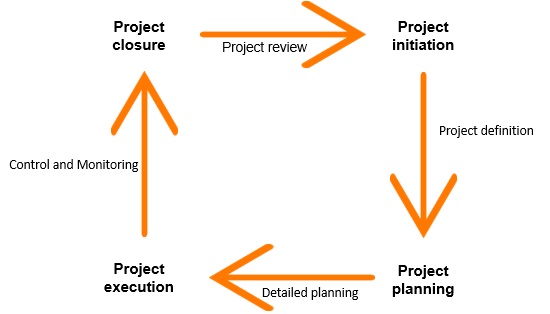 Project
closure
Project review
Project
initiation
Project definition
Control and Monitoring
Project
execution
Detailed planning
Project
planning